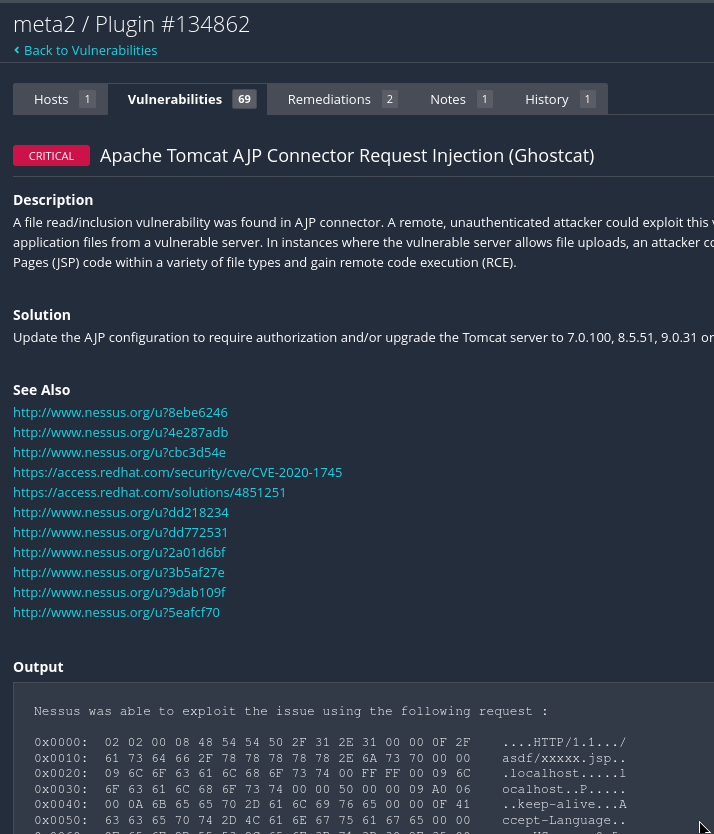 meta2 / Plugin #134862
Back to Vulnerabilities
Hosts 1 Vulnerabilities 69 Remediations 2 Notes 1 History 1
CRITICAL Apache Tomcat AJP Connector Request Injection (Ghostcat)
Description
A file read/inclusion vulnerability was found in AJP connector. A remote, unauthenticated attacker could exploit this
application files from a vulnerable server. In instances where the vulnerable server allows file uploads, an attacker
Pages (JSP) code within a variety of file types and gain remote code execution (RCE).
Solution
Update the AJP configuration to require authorization and/or upgrade the Tomcat server to 7.0.100, 8.5.51, 9.0.31 or
See Also
http://www.nessus.org/u?8ebe6246
http://www.nessus.org/u?4e287adb
http://www.nessus.org/u?cbc3d54e
https://access.redhat.com/security/cve/CVE-2020-1745
https://access.redhat.com/solutions/4851251
http://www.nessus.org/u?dd218234
http://www.nessus.org/u?dd772531
http://www.nessus.org/u?2a01d6bf
http://www.nessus.org/u?3b5af27e
http://www.nessus.org/u?9dab109f
http://www.nessus.org/u?5eafcf70
Output
Nessus was able to exploit the issue using the following request :
0x0000: 02 02 00 08 48 54 54 50 2F 31 2E 31 00 00 0F 2F ....HTTP/1.1.../
0x0010: 61 73 64 66 2F 78 78 78 78 78 2E 6A 73 70 00 00 asdf/xxxxx.jsp..
0x0020: 09 6C 6F 63 61 6C 68 6F 73 74 00 FF FF 00 09 6C .localhost.....l
0x0030: 6F 63 61 6C 68 6F 73 74 00 00 50 00 00 09 A0 06 ocalhost..P.....
0x0040: 00 0A 6B 65 65 70 2D 61 6C 69 76 65 00 00 0F 41 ..keep-alive...A
0x0050: 63 63 65 70 74 2D 4C 61 6E 67 75 61 67 65 00 00 ccept-Language..